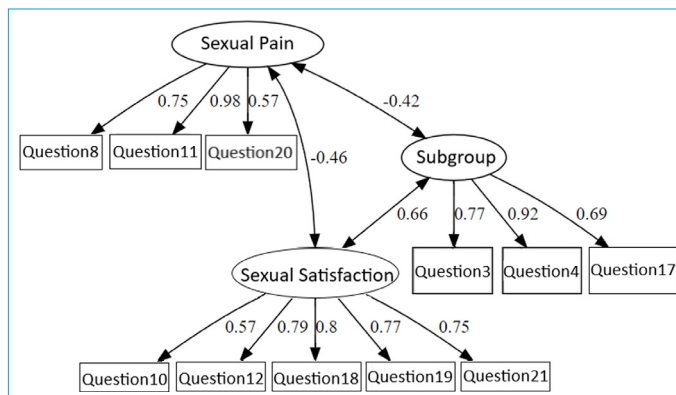 Sexual Pain
0.75 0.98 0.57
-0.42
Question8 Question11 Question20
-0.46
Subgroup
0.66 0.77 0.92 0.69
Sexual Satisfaction
Question3 Question4 Question17
0.57 0.79 0.8 0.77 0.75
Question10 Question12 Question18 Question19 Question21